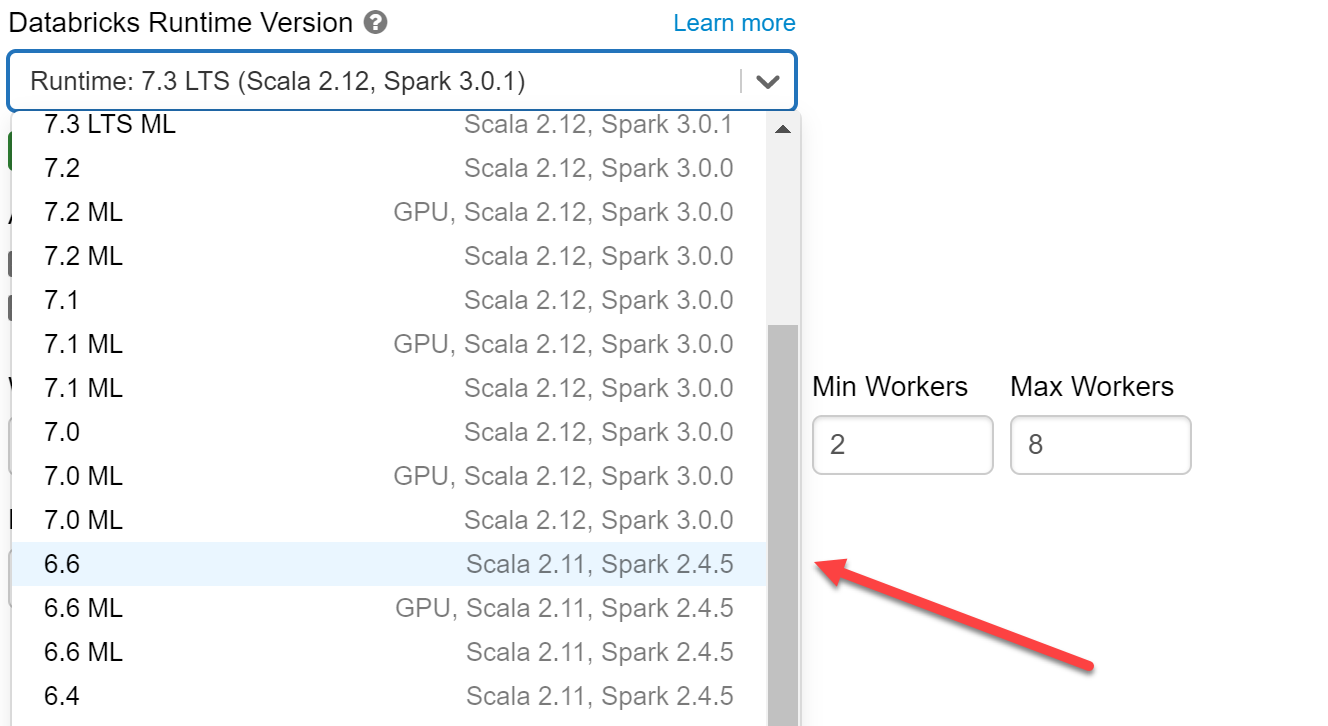 Databricks Runtime Version ? Learn more
Runtime: 7.3 LTS (Scala 2.12, Spark 3.0.1)
7.3 LTS ML Scala 2.12, Spark 3.0.1
7.2 Scala 2.12, Spark 3.0.0
7.2 ML GPU, Scala 2.12, Spark 3.0.0
7.2 ML Scala 2.12, Spark 3.0.0
7.1 Scala 2.12, Spark 3.0.0
7.1 ML GPU, Scala 2.12, Spark 3.0.0
7.1 ML Scala 2.12, Spark 3.0.0
7.0 Scala 2.12, Spark 3.0.0
7.0 ML GPU, Scala 2.12, Spark 3.0.0
7.0 ML Scala 2.12, Spark 3.0.0
6.6 Scala 2.11, Spark 2.4.5
6.6 ML GPU, Scala 2.11, Spark 2.4.5
6.6 ML Scala 2.11, Spark 2.4.5
6.4 Scala 2.11, Spark 2.4.5
Min Workers Max Workers
2 8